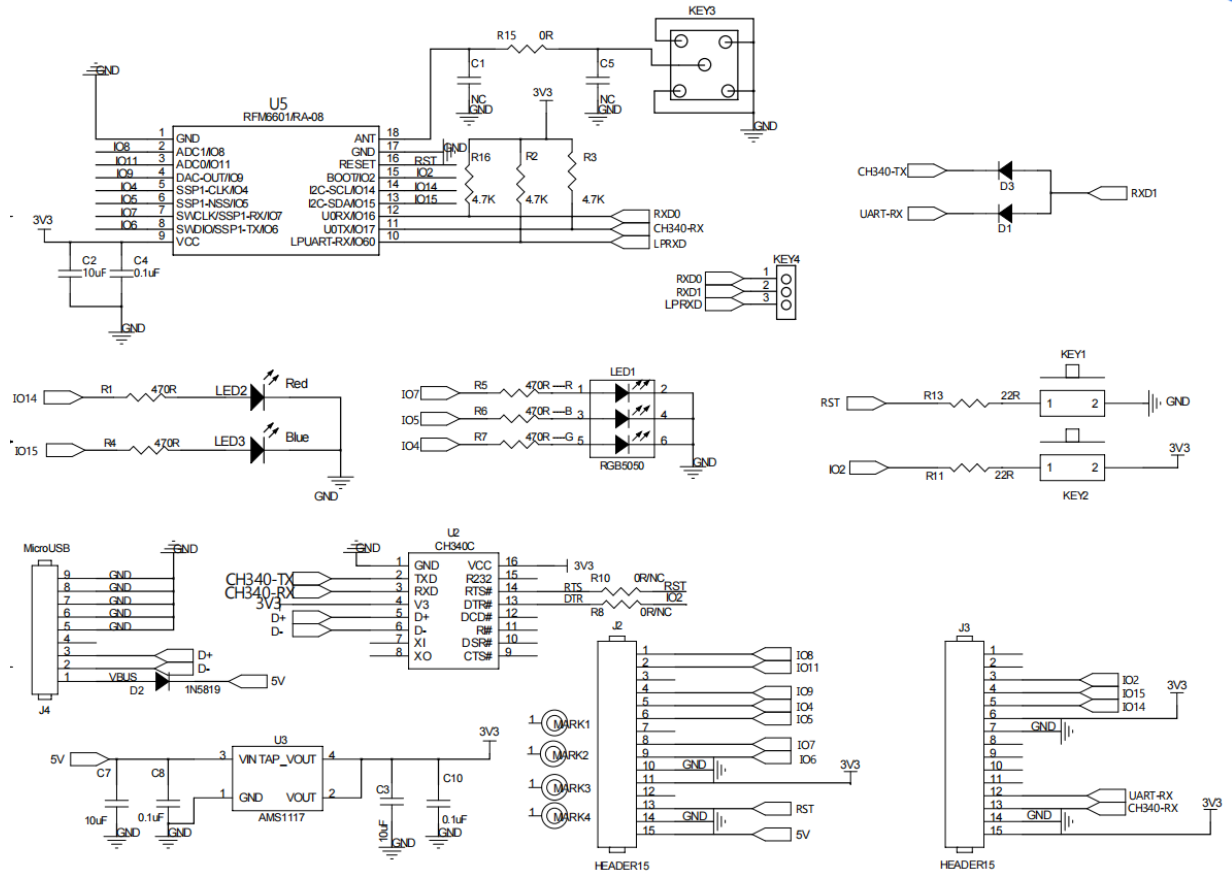 KEY3
R15 0R
C1
NC
GND
C5
NC
GND
GND
GND
U5
RFM6601/RA-08
1 GND
IO8 2 ADC1/IO8
IO11 3 ADC0/IO11
IO9 4 DAC-OUT/IO9
IO4 5 SSP1-CLK/IO4
IO5 6 SSP1-NSS/IO5
IO7 7 SWCLK/SSP1-RX/IO7
IO6 8 SWDIO/SSP1-TX/IO6
9 VCC
ANT 18
GND 17 GND
RESET 16 RST
BOOT/IO2 15 IO2
I2C-SCL/IO14 14 IO14
I2C-SDA/IO15 13 IO15
U0RX/IO16 12 RXD0
U0TX/IO17 11 CH340-RX
LPUART-RX/IO60 10 LPRXD
3V3
R16 R2 R3
4.7K 4.7K 4.7K
3V3
C2
10uF
C4
0.1uF
GND
CH340-TX
D3
RXD1
UART-RX
D1
KEY4
RXD0 1
RXD1 2
LPRXD 3
IO14 R1 470R LED2 Red
IO15 R4 470R LED3 Blue
GND
LED1
IO7 R5 470R —R 1 2
IO5 R6 470R —B 3 4
IO4 R7 470R —G 5 6
RGB5050
GND
KEY1
RST R13 22R 1 2 GND
IO2 R11 22R 1 2 3V3
KEY2
MicroUSB
GND
9 GND
8 GND
7 GND
6 GND
5 GND
4
3 D+
2 D-
1 VBUS D2 1N5819 5V
J4
U2
CH340C
GND
1 GND
CH340-TX 2 TXD
CH340-RX 3 RXD
3V3 4 V3
D+ 5 D+
D- 6 D-
7 XI
8 XO
VCC 16 3V3
R232 15
RTS# 14 RTS R10 0R/NC RST
DTR# 13 DTR R8 0R/NC IO2
DCD# 12
RI# 11
DSR# 10
CTS# 9
U3
5V 3 VIN TAP_VOUT 4 3V3
1 GND VOUT 2
AMS1117
C7
10uF
GND
C8
0.1uF
GND
C3
10uF
GND
C10
0.1uF
GND
1 MARK1
1 MARK2
1 MARK3
1 MARK4
J2
1 IO8
2 IO11
3
4 IO9
5 IO4
6 IO5
7
8 IO7
9 IO6
10 GND
11 3V3
12
13 RST
14 GND
15 5V
HEADER15
J3
1
2
3 IO2
4 IO15
5 IO14
6 3V3
7 GND
8
9
10
11
12 UART-RX
13 CH340-RX
14 GND
15 3V3
HEADER15